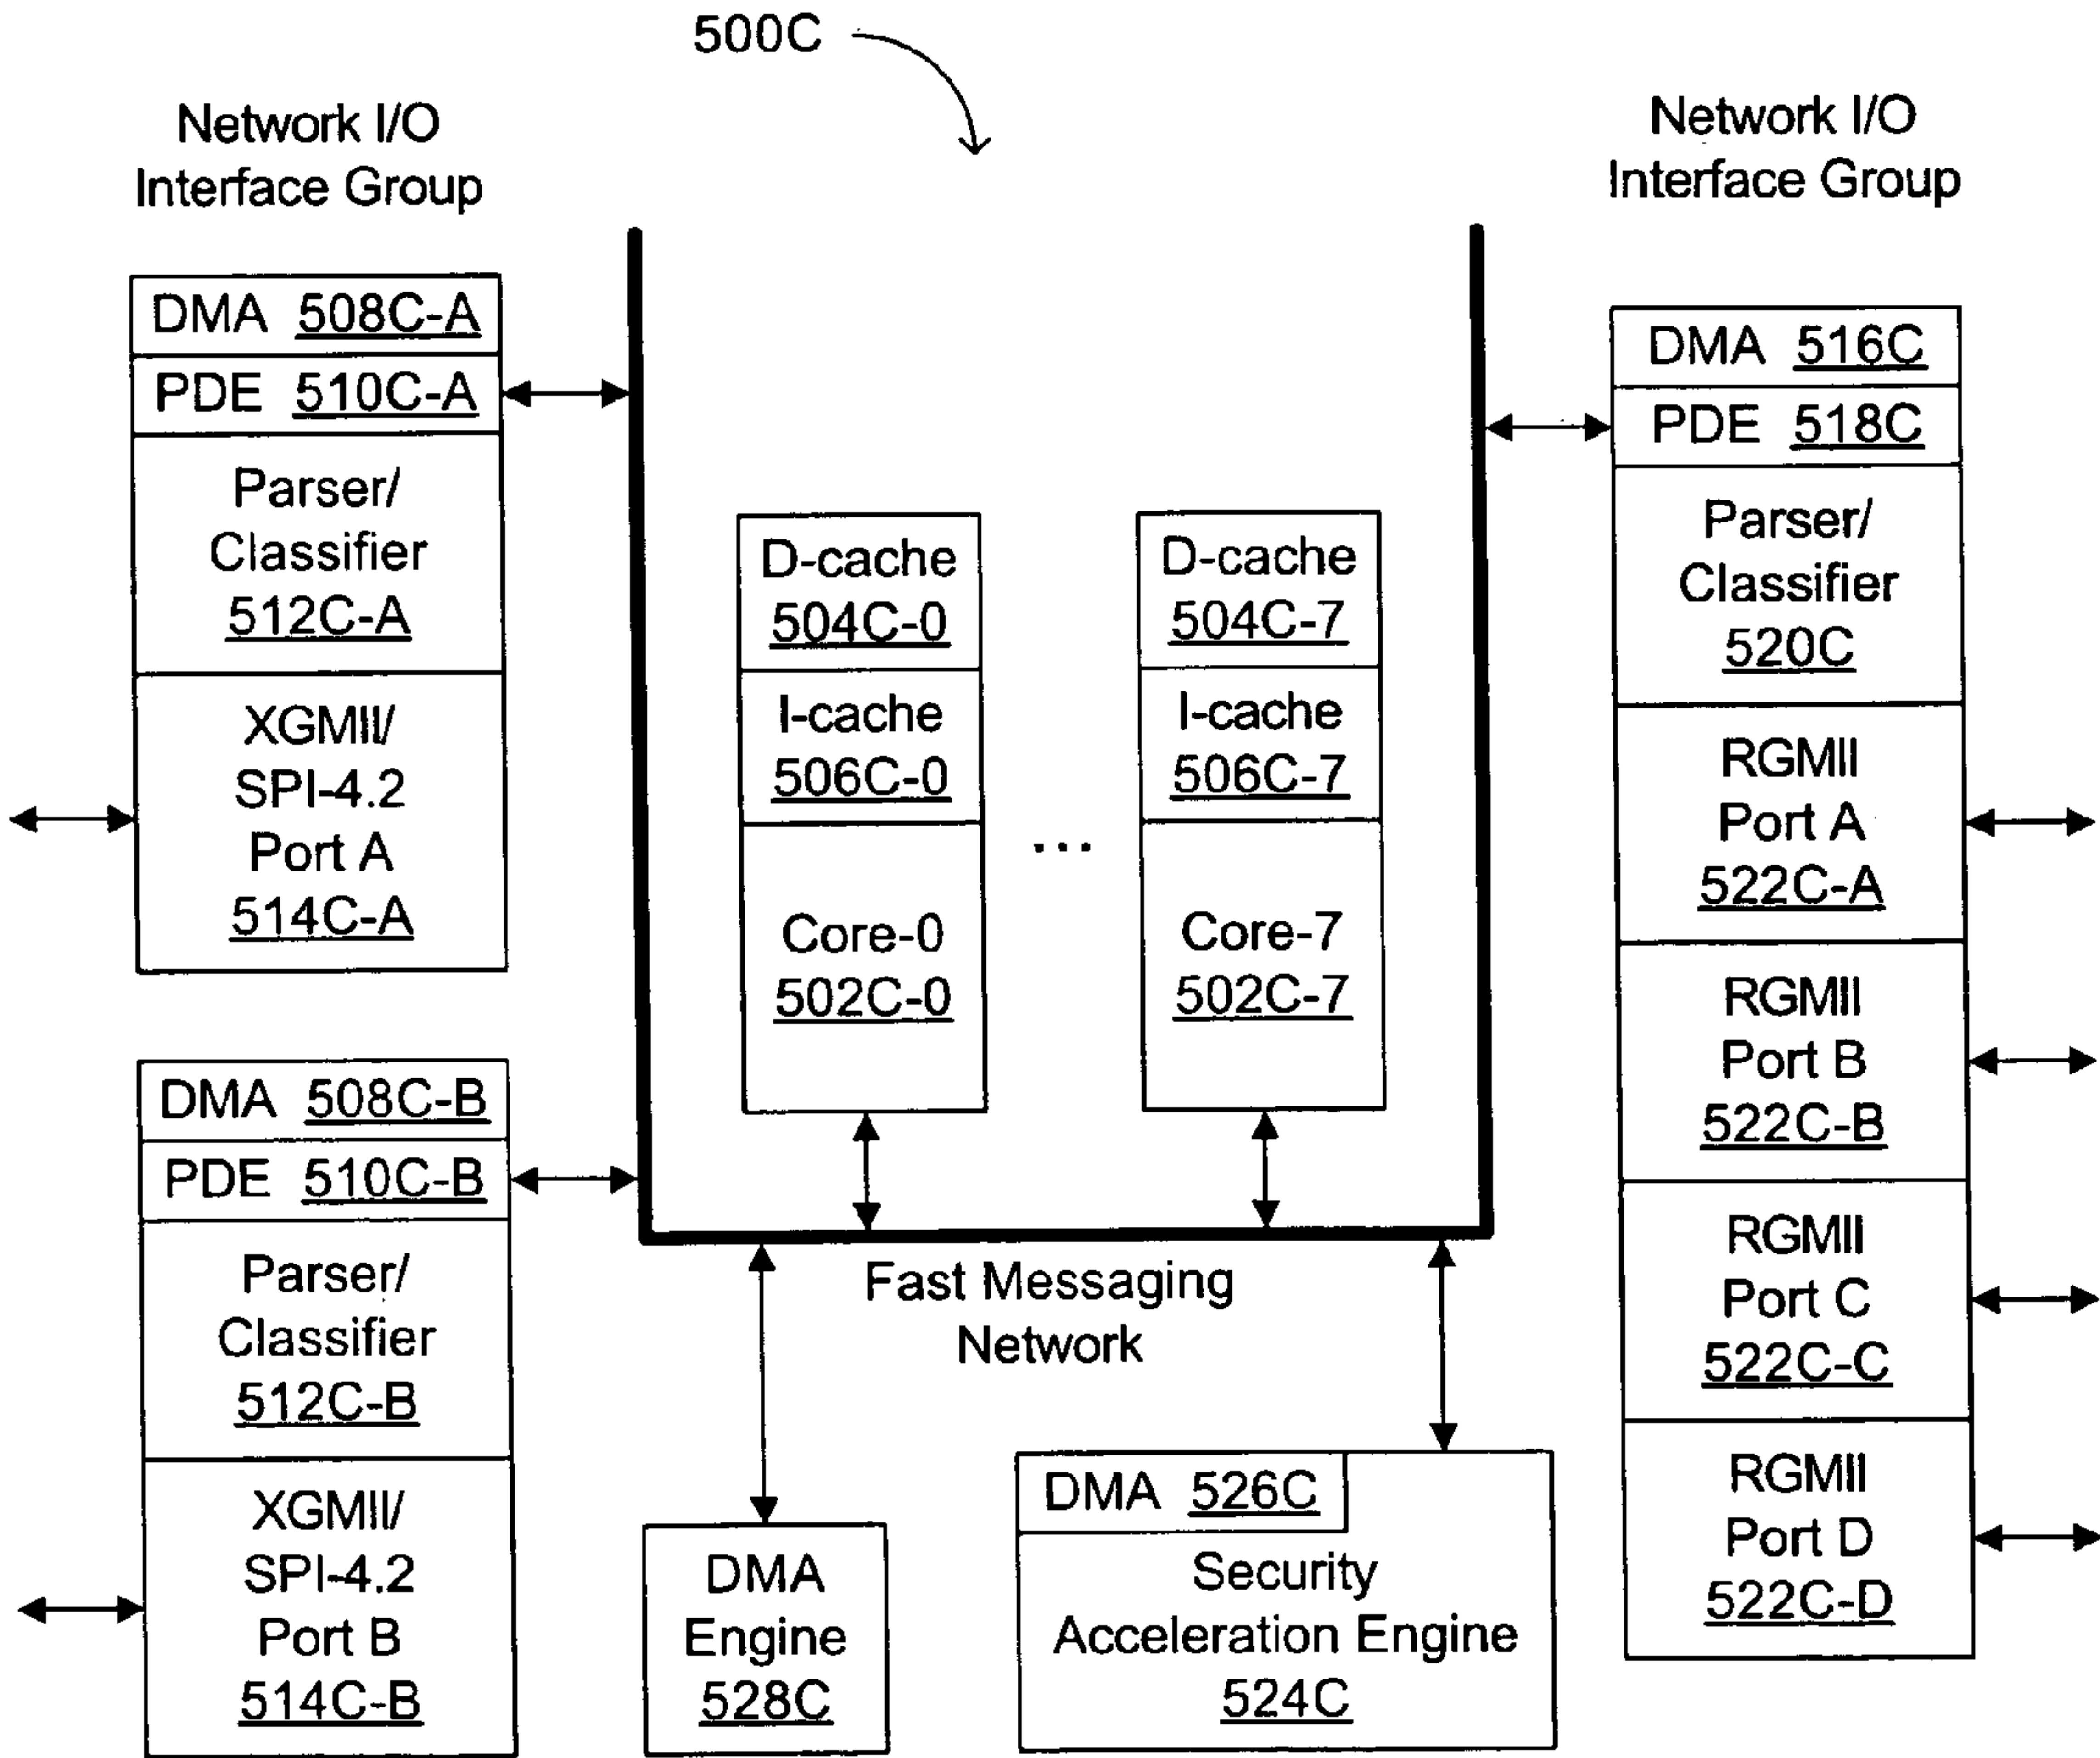 500C
Network I/O
Interface Group
DMA 508C-A
PDE 510C-A
Parser/
Classifier
512C-A
XGMII/
SPI-4.2
Port A
514C-A
DMA 508C-B
PDE 510C-B
Parser/
Classifier
512C-B
XGMII/
SPI-4.2
Port B
514C-B
D-cache
504C-0
I-cache
506C-0
Core-0
502C-0
...
D-cache
504C-7
I-cache
506C-7
Core-7
502C-7
Fast Messaging
Network
DMA
Engine
528C
DMA 526C
Security
Acceleration Engine
524C
Network I/O
Interface Group
DMA 516C
PDE 518C
Parser/
Classifier
520C
RGMII
Port A
522C-A
RGMII
Port B
522C-B
RGMII
Port C
522C-C
RGMII
Port D
522C-D